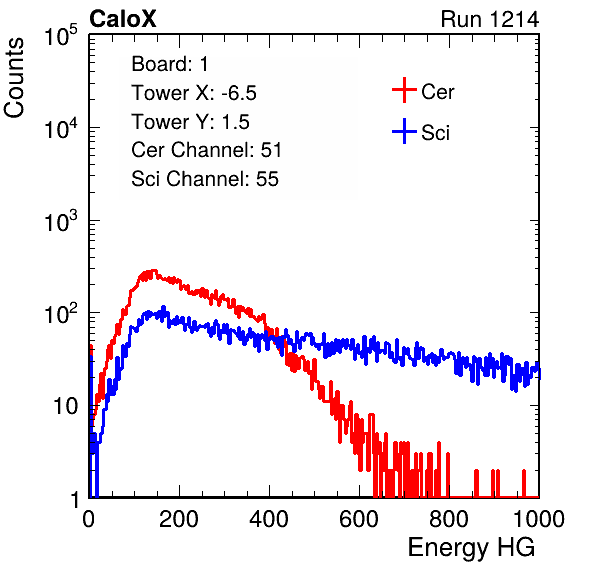 CaloX Run 1214
Counts
10^5
10^4
10^3
10^2
10
1
Board: 1
Tower X: -6.5
Tower Y: 1.5
Cer Channel: 51
Sci Channel: 55
Cer
Sci
0 200 400 600 800 1000
Energy HG